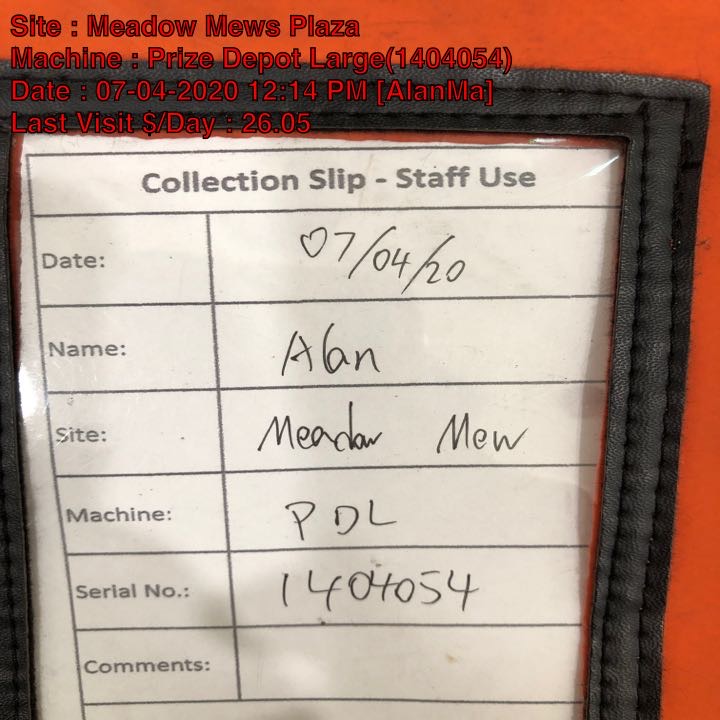 Site : Meadow Mews Plaza
Machine : Prize Depot Large(1404054)
Date : 07-04-2020 12:14 PM [AlanMa]
Last Visit $/Day : 26.05
Collection Slip - Staff Use
Date: 07/04/20
Name: Alan
Site: Meadow Mew
Machine: PDL
Serial No.: 1404054
Comments: